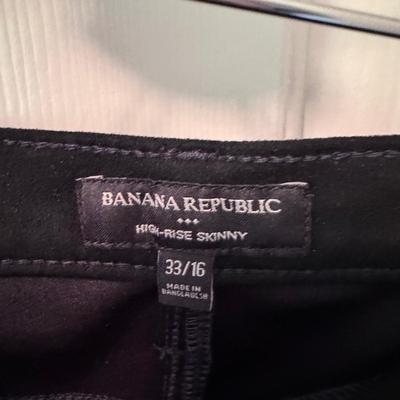 BANANA REPUBLIC
HIGH-RISE SKINNY
33/16
MADE IN
BANGLADESH